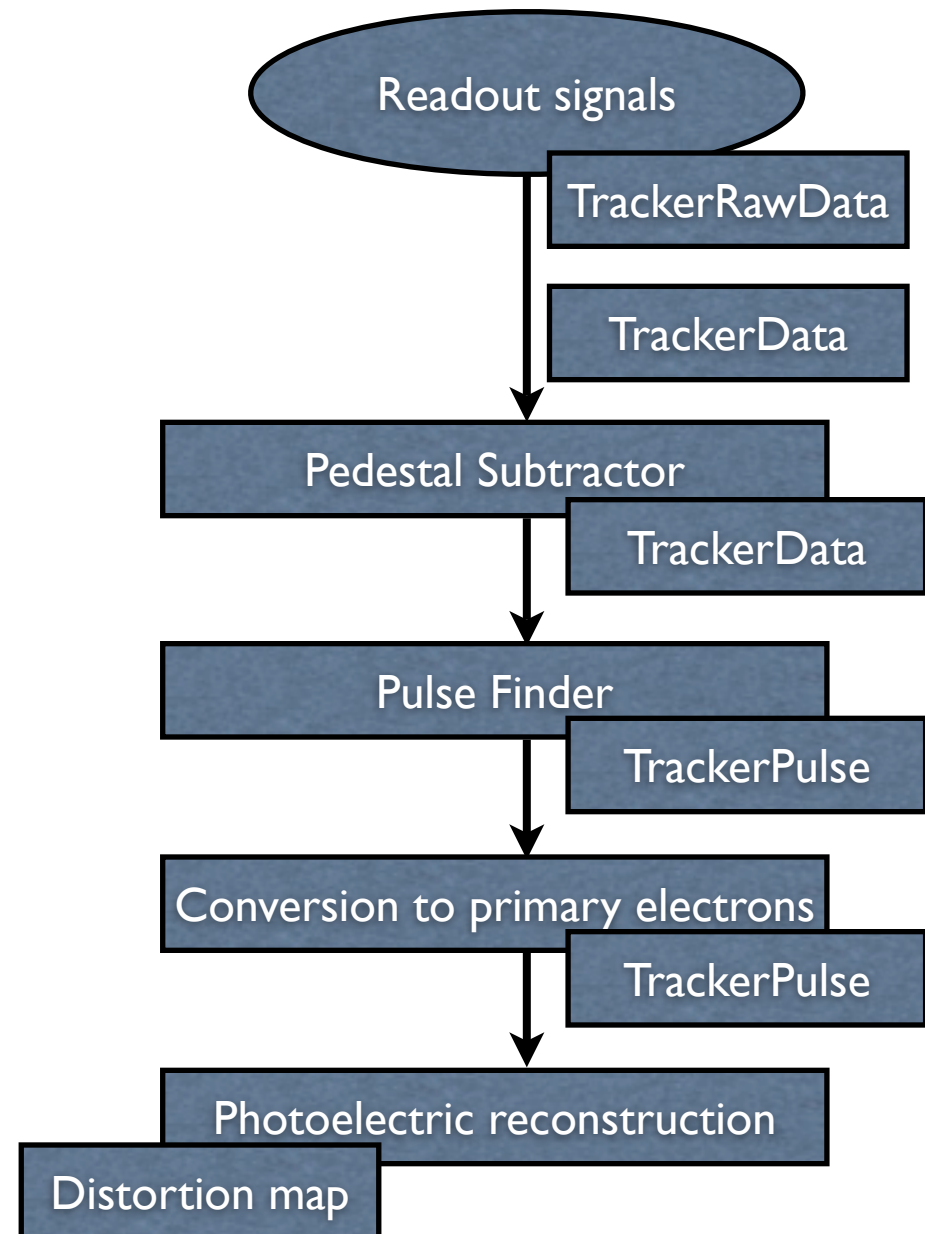 Readout signals
TrackerRawData
TrackerData
Pedestal Subtractor
TrackerData
Pulse Finder
TrackerPulse
Conversion to primary electrons
TrackerPulse
Photoelectric reconstruction
Distortion map